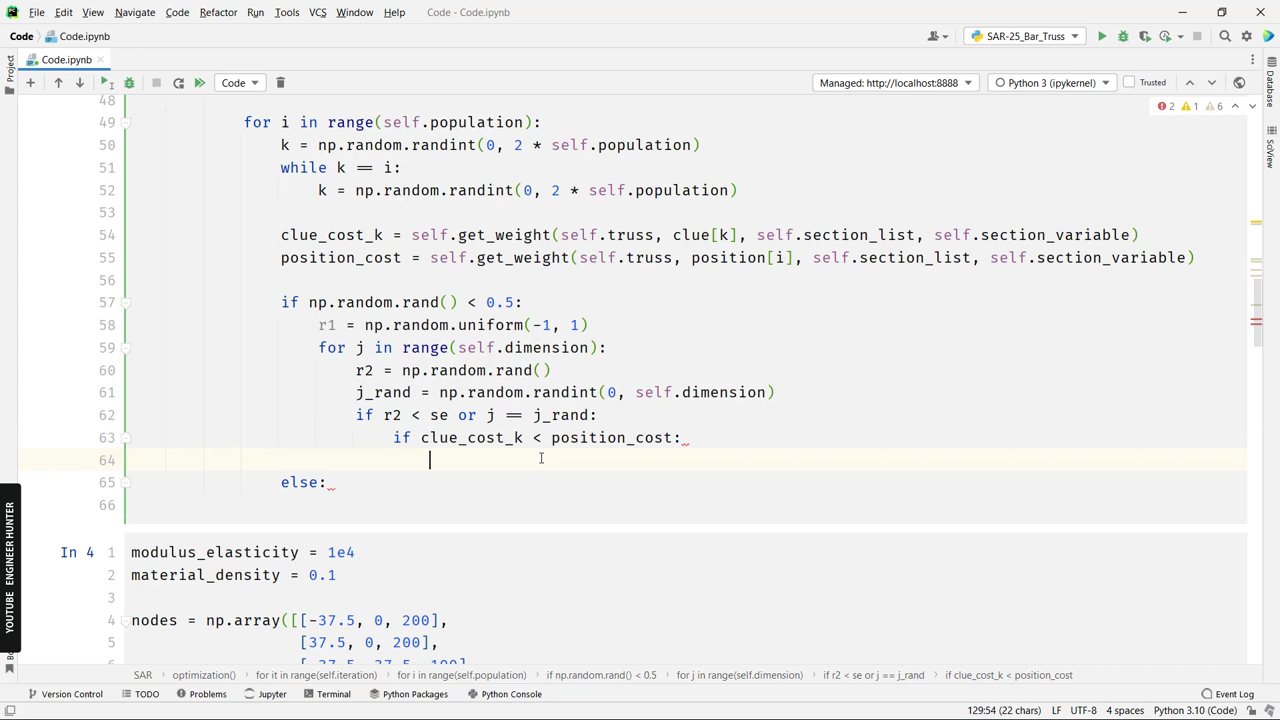 File Edit View Navigate Code Refactor Run Tools VCS Window Help Code - Code.ipynb
Code Code.ipynb SAR-25_Bar_Truss
Code.ipynb
Code Managed: http://localhost:8888 Python 3 (ipykernel) Trusted
Project
Database
SciView
2 1 6
48
49 for i in range(self.population):
50 k = np.random.randint(0, 2 * self.population)
51 while k == i:
52 k = np.random.randint(0, 2 * self.population)
53
54 clue_cost_k = self.get_weight(self.truss, clue[k], self.section_list, self.section_variable)
55 position_cost = self.get_weight(self.truss, position[i], self.section_list, self.section_variable)
56
57 if np.random.rand() < 0.5:
58 r1 = np.random.uniform(-1, 1)
59 for j in range(self.dimension):
60 r2 = np.random.rand()
61 j_rand = np.random.randint(0, self.dimension)
62 if r2 < se or j == j_rand:
63 if clue_cost_k < position_cost:
64
65 else:
66
YOUTUBE ENGINEER HUNTER
In 4 1 modulus_elasticity = 1e4
2 material_density = 0.1
3
4 nodes = np.array([[-37.5, 0, 200],
5 [37.5, 0, 200],
6 [-37.5, 37.5, 100],
SAR optimization() for it in range(self.iteration) for i in range(self.population) if np.random.rand() < 0.5 for j in range(self.dimension) if r2 < se or j == j_rand if clue_cost_k < position_cost
Version Control TODO Problems Jupyter Terminal Python Packages Python Console Event Log
129:54 (22 chars) LF UTF-8 4 spaces Python 3.10 (Code)